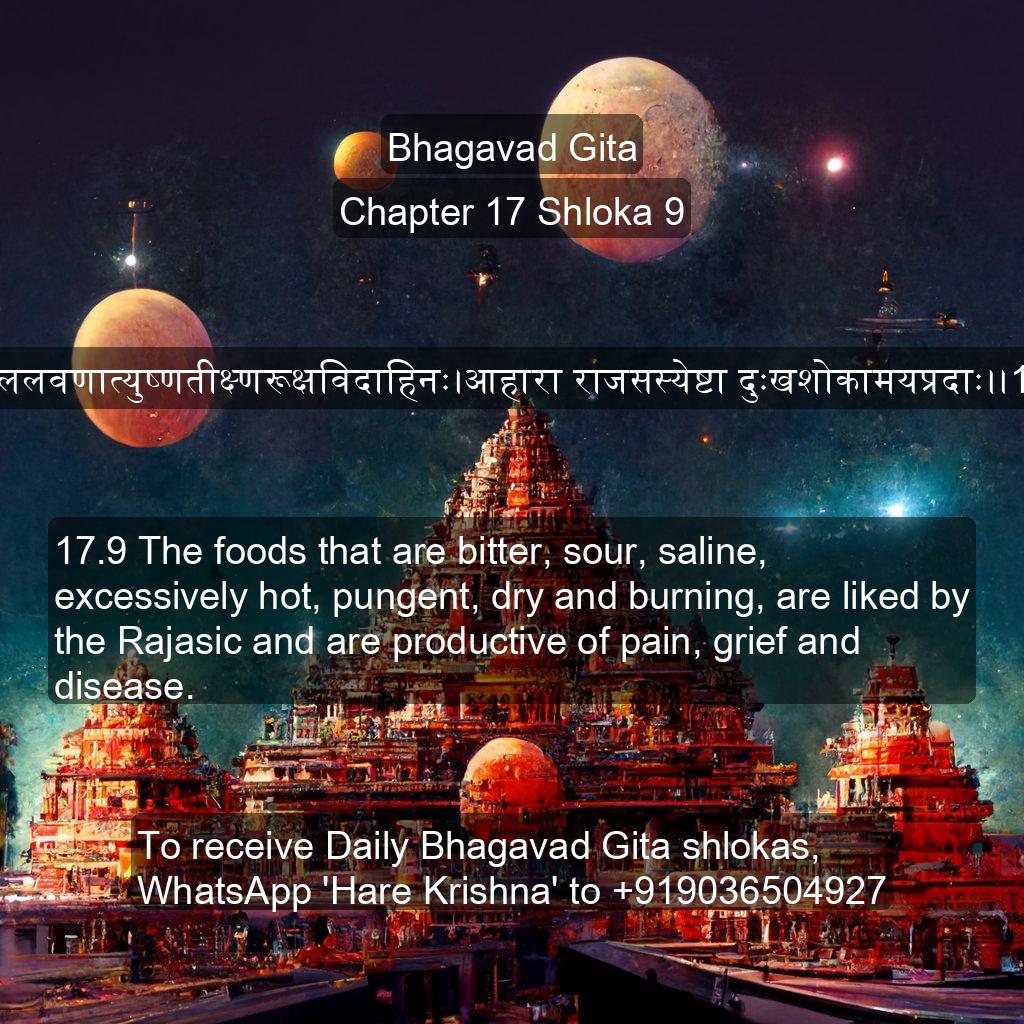 Bhagavad Gita
Chapter 17 Shloka 9
ललवणात्युष्णतीक्ष्णरूक्षविदाहिनः।आहारा राजसस्येष्टा दुःखशोकामयप्रदाः।।1
17.9 The foods that are bitter, sour, saline,
excessively hot, pungent, dry and burning, are liked by
the Rajasic and are productive of pain, grief and
disease.
To receive Daily Bhagavad Gita shlokas,
WhatsApp 'Hare Krishna' to +919036504927